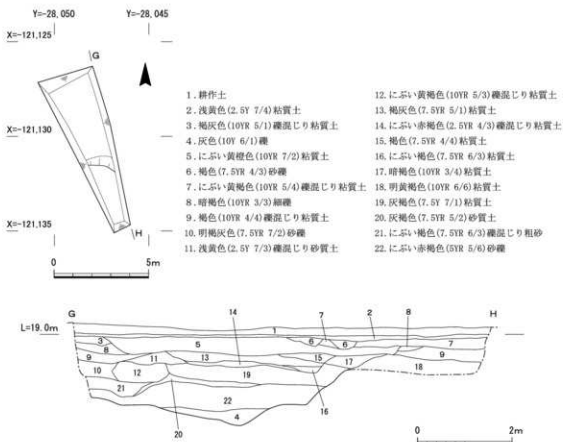 Y=-28,050 Y=-28,045
X=-121,125
G
X=-121,130
X=-121,135
H
0 5m
1. 耕作土
2. 浅黄色(2.5Y 7/4)粘質土
3. 褐灰色(10YR 5/1)礫混じり粘質土
4. 灰色(10Y 6/1)礫
5. にぶい黄橙色(10YR 7/2)粘質土
6. 褐色(7.5YR 4/3)砂礫
7. にぶい黄褐色(10YR 5/4)礫混じり粘質土
8. 暗褐色(10YR 3/3)細礫
9. 褐色(10YR 4/4)礫混じり粘質土
10. 明褐灰色(7.5YR 7/2)砂礫
11. 浅黄色(2.5Y 7/3)礫混じり砂質土
12. にぶい黄褐色(10YR 5/3)礫混じり粘質土
13. 褐灰色(7.5YR 5/1)粘質土
14. にぶい赤褐色(2.5YR 4/3)礫混じり粘質土
15. 褐色(7.5YR 4/4)粘質土
16. にぶい褐色(7.5YR 6/3)粘質土
17. 暗褐色(10YR 3/4)粘質土
18. 明黄褐色(10YR 6/6)粘質土
19. 灰褐色(7.5Y 7/1)粘質土
20. 灰褐色(7.5YR 5/2)砂質土
21. にぶい褐色(7.5YR 6/3)礫混じり粗砂
22. にぶい赤褐色(5YR 5/6)砂礫
G 14 7 2 8 H
L=19.0m 1
3 5 6 6 7
8
9 11 13 15 17 9
10 12 19 18
21
22 16
4
20
0 2m